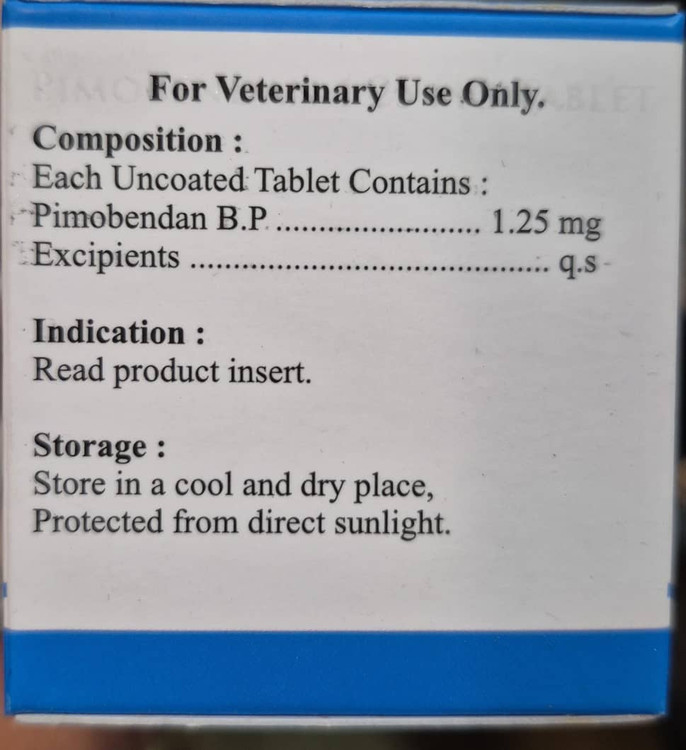 For Veterinary Use Only.
Composition :
Each Uncoated Tablet Contains :
Pimobendan B.P ........................ 1.25 mg
Excipients ..................................... q.s
Indication :
Read product insert.
Storage :
Store in a cool and dry place,
Protected from direct sunlight.